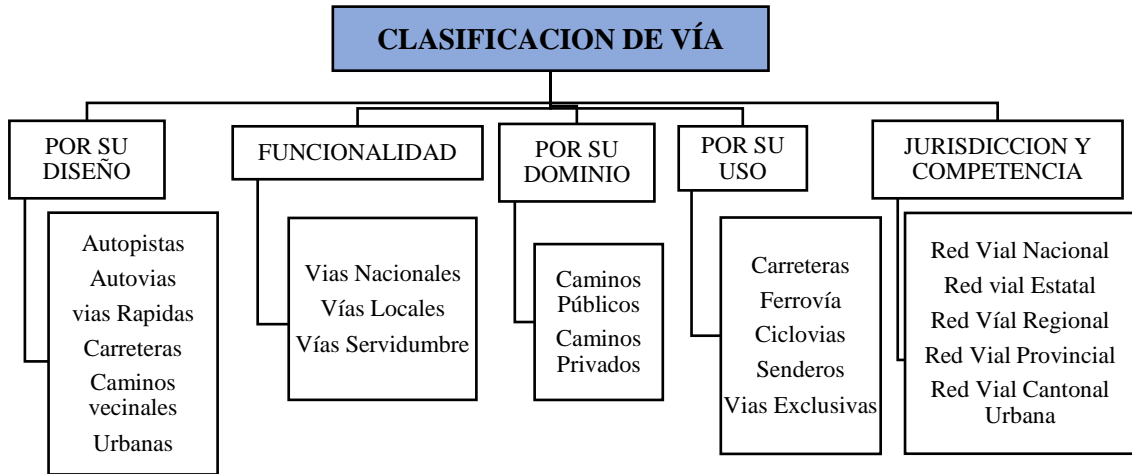 CLASIFICACION DE VÍA
POR SU
DISEÑO
Autopistas
Autovias
vias Rapidas
Carreteras
Caminos
vecinales
Urbanas
FUNCIONALIDAD
Vias Nacionales
Vías Locales
Vías Servidumbre
POR SU
DOMINIO
Caminos
Públicos
Caminos
Privados
POR SU
USO
Carreteras
Ferrovía
Ciclovias
Senderos
Vias Exclusivas
JURISDICCION Y
COMPETENCIA
Red Vial Nacional
Red vial Estatal
Red Víal Regional
Red Vial Provincial
Red Vial Cantonal
Urbana